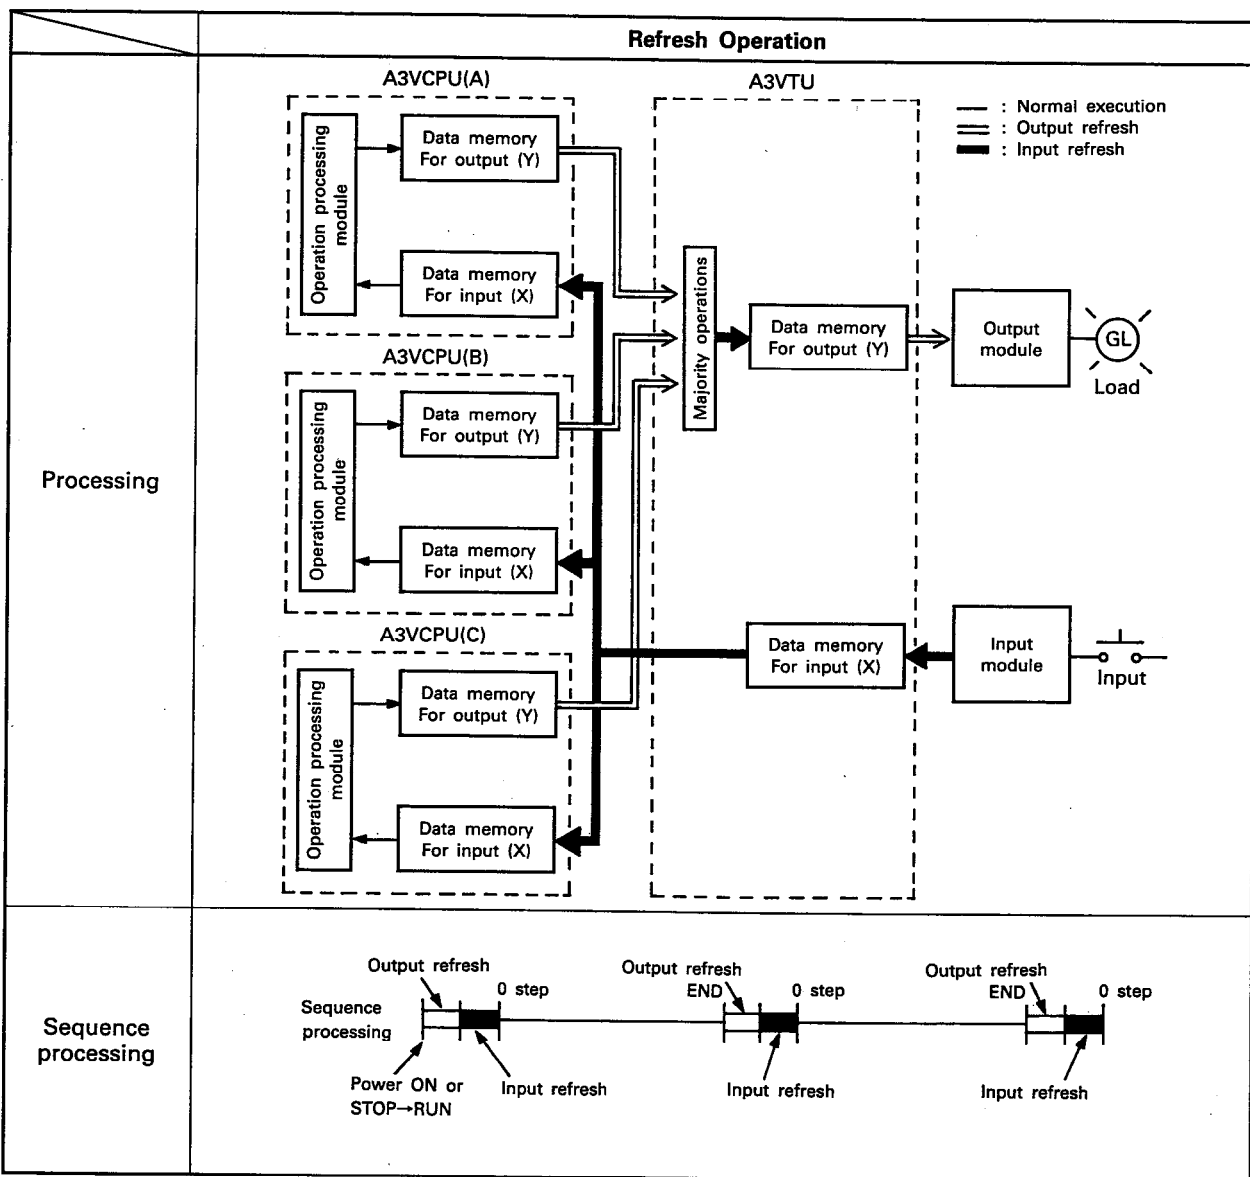 Refresh Operation
Processing
A3VCPU(A)
A3VTU
— : Normal execution
: Output refresh
: Input refresh
Operation processing
module
Data memory
For output (Y)
Data memory
For input (X)
A3VCPU(B)
Operation processing
module
Data memory
For output (Y)
Data memory
For input (X)
A3VCPU(C)
Operation processing
module
Data memory
For output (Y)
Data memory
For input (X)
Majority operations
Data memory
For output (Y)
Output
module
GL
Load
Data memory
For input (X)
Input
module
Input
Sequence
processing
Sequence
processing
Output refresh
0 step
Power ON or
STOP→RUN
Input refresh
Output refresh
END
0 step
Input refresh
Output refresh
END
0 step
Input refresh